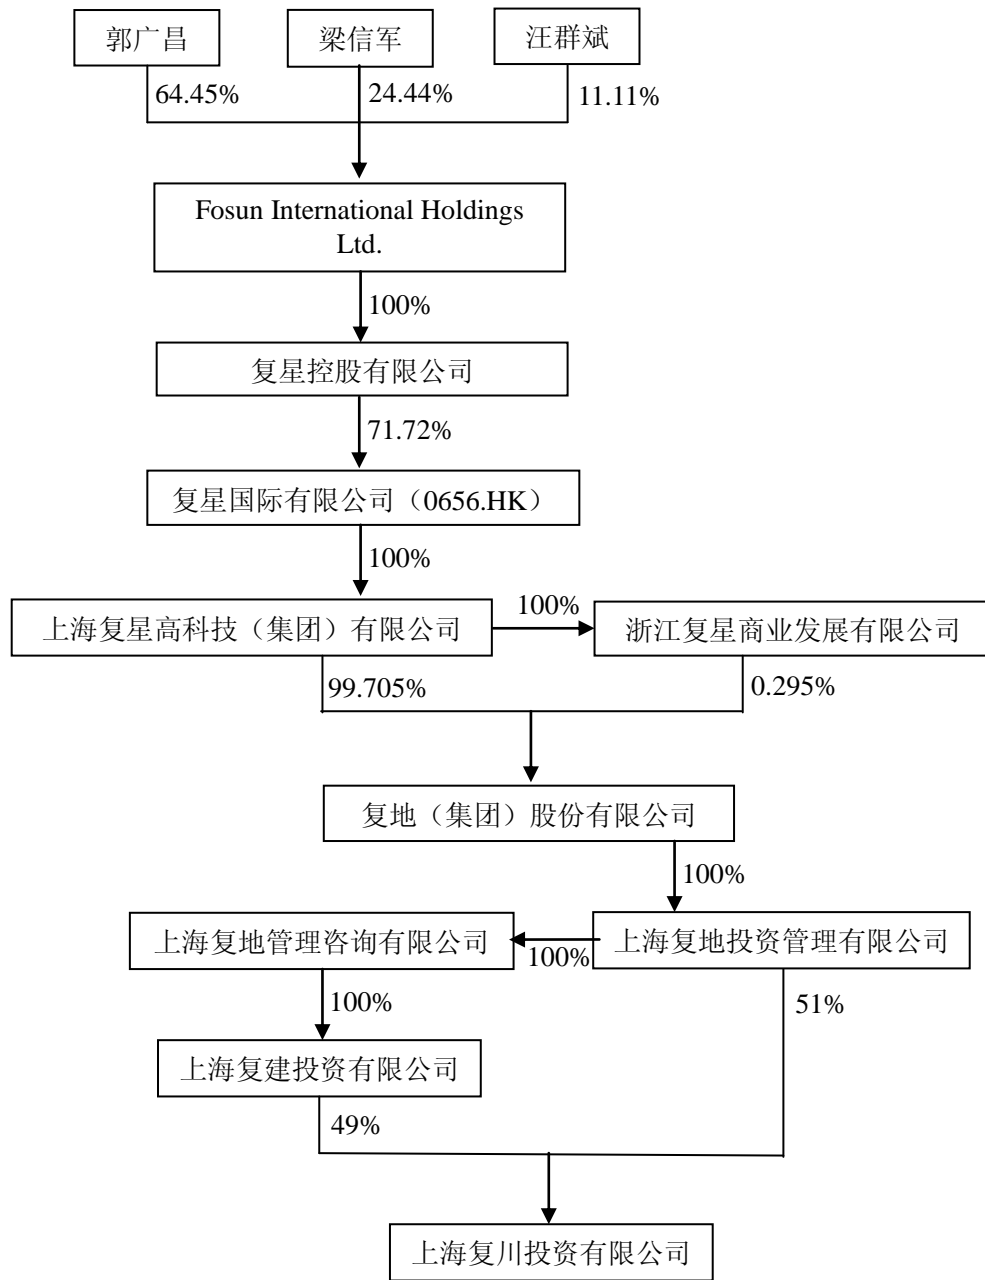 郭广昌
梁信军
汪群斌
64.45%
24.44%
11.11%
Fosun International Holdings
Ltd.
100%
复星控股有限公司
71.72%
复星国际有限公司（0656.HK）
100%
上海复星高科技（集团）有限公司
100%
浙江复星商业发展有限公司
99.705%
0.295%
复地（集团）股份有限公司
100%
上海复地管理咨询有限公司
100%
上海复地投资管理有限公司
100%
51%
上海复建投资有限公司
49%
上海复川投资有限公司